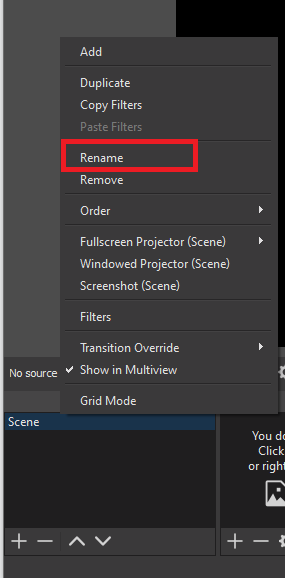 Add
Duplicate
Copy Filters
Paste Filters
Rename
Remove
Order
Fullscreen Projector (Scene)
Windowed Projector (Scene)
Screenshot (Scene)
Filters
Transition Override
No source
Show in Multiview
Grid Mode
Scene
You do
Click
or right